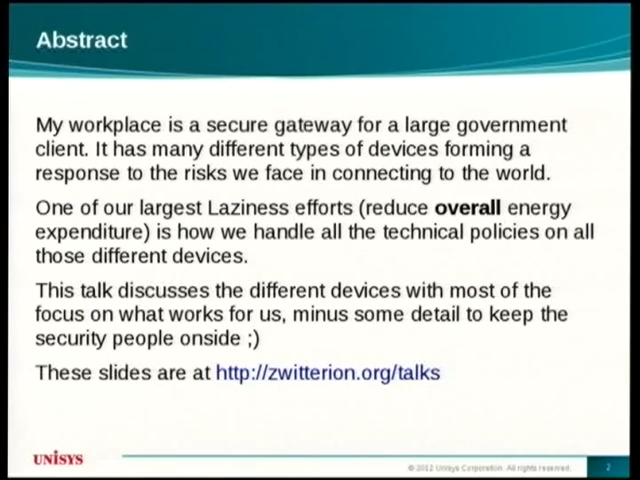 Abstract
My workplace is a secure gateway for a large government
client. It has many different types of devices forming a
response to the risks we face in connecting to the world.
One of our largest Laziness efforts (reduce overall energy
expenditure) is how we handle all the technical policies on all
those different devices.
This talk discusses the different devices with most of the
focus on what works for us, minus some detail to keep the
security people onside ;)
These slides are at http://zwitterion.org/talks
UNISYS
© 2012 Unisys Corporation. All rights reserved.
2